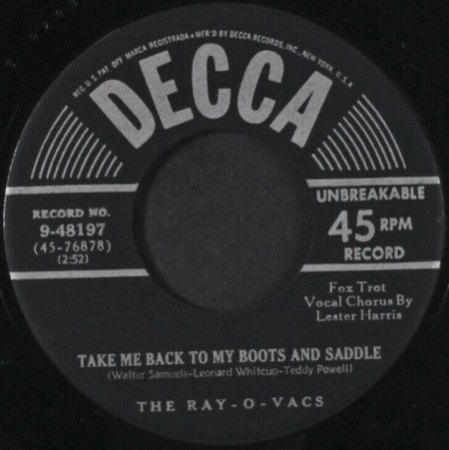 REG. U.S. PAT. OFF. MARCA REGISTRADA • MF'D BY DECCA RECORDS, INC., NEW YORK, U.S.A.
DECCA
RECORD NO.
9-48197
(45-76878)
(2:52)
UNBREAKABLE
45 RPM
RECORD
Fox Trot
Vocal Chorus By
Lester Harris
TAKE ME BACK TO MY BOOTS AND SADDLE
(Walter Samuels-Leonard Whitcup-Teddy Powell)
THE RAY-O-VACS